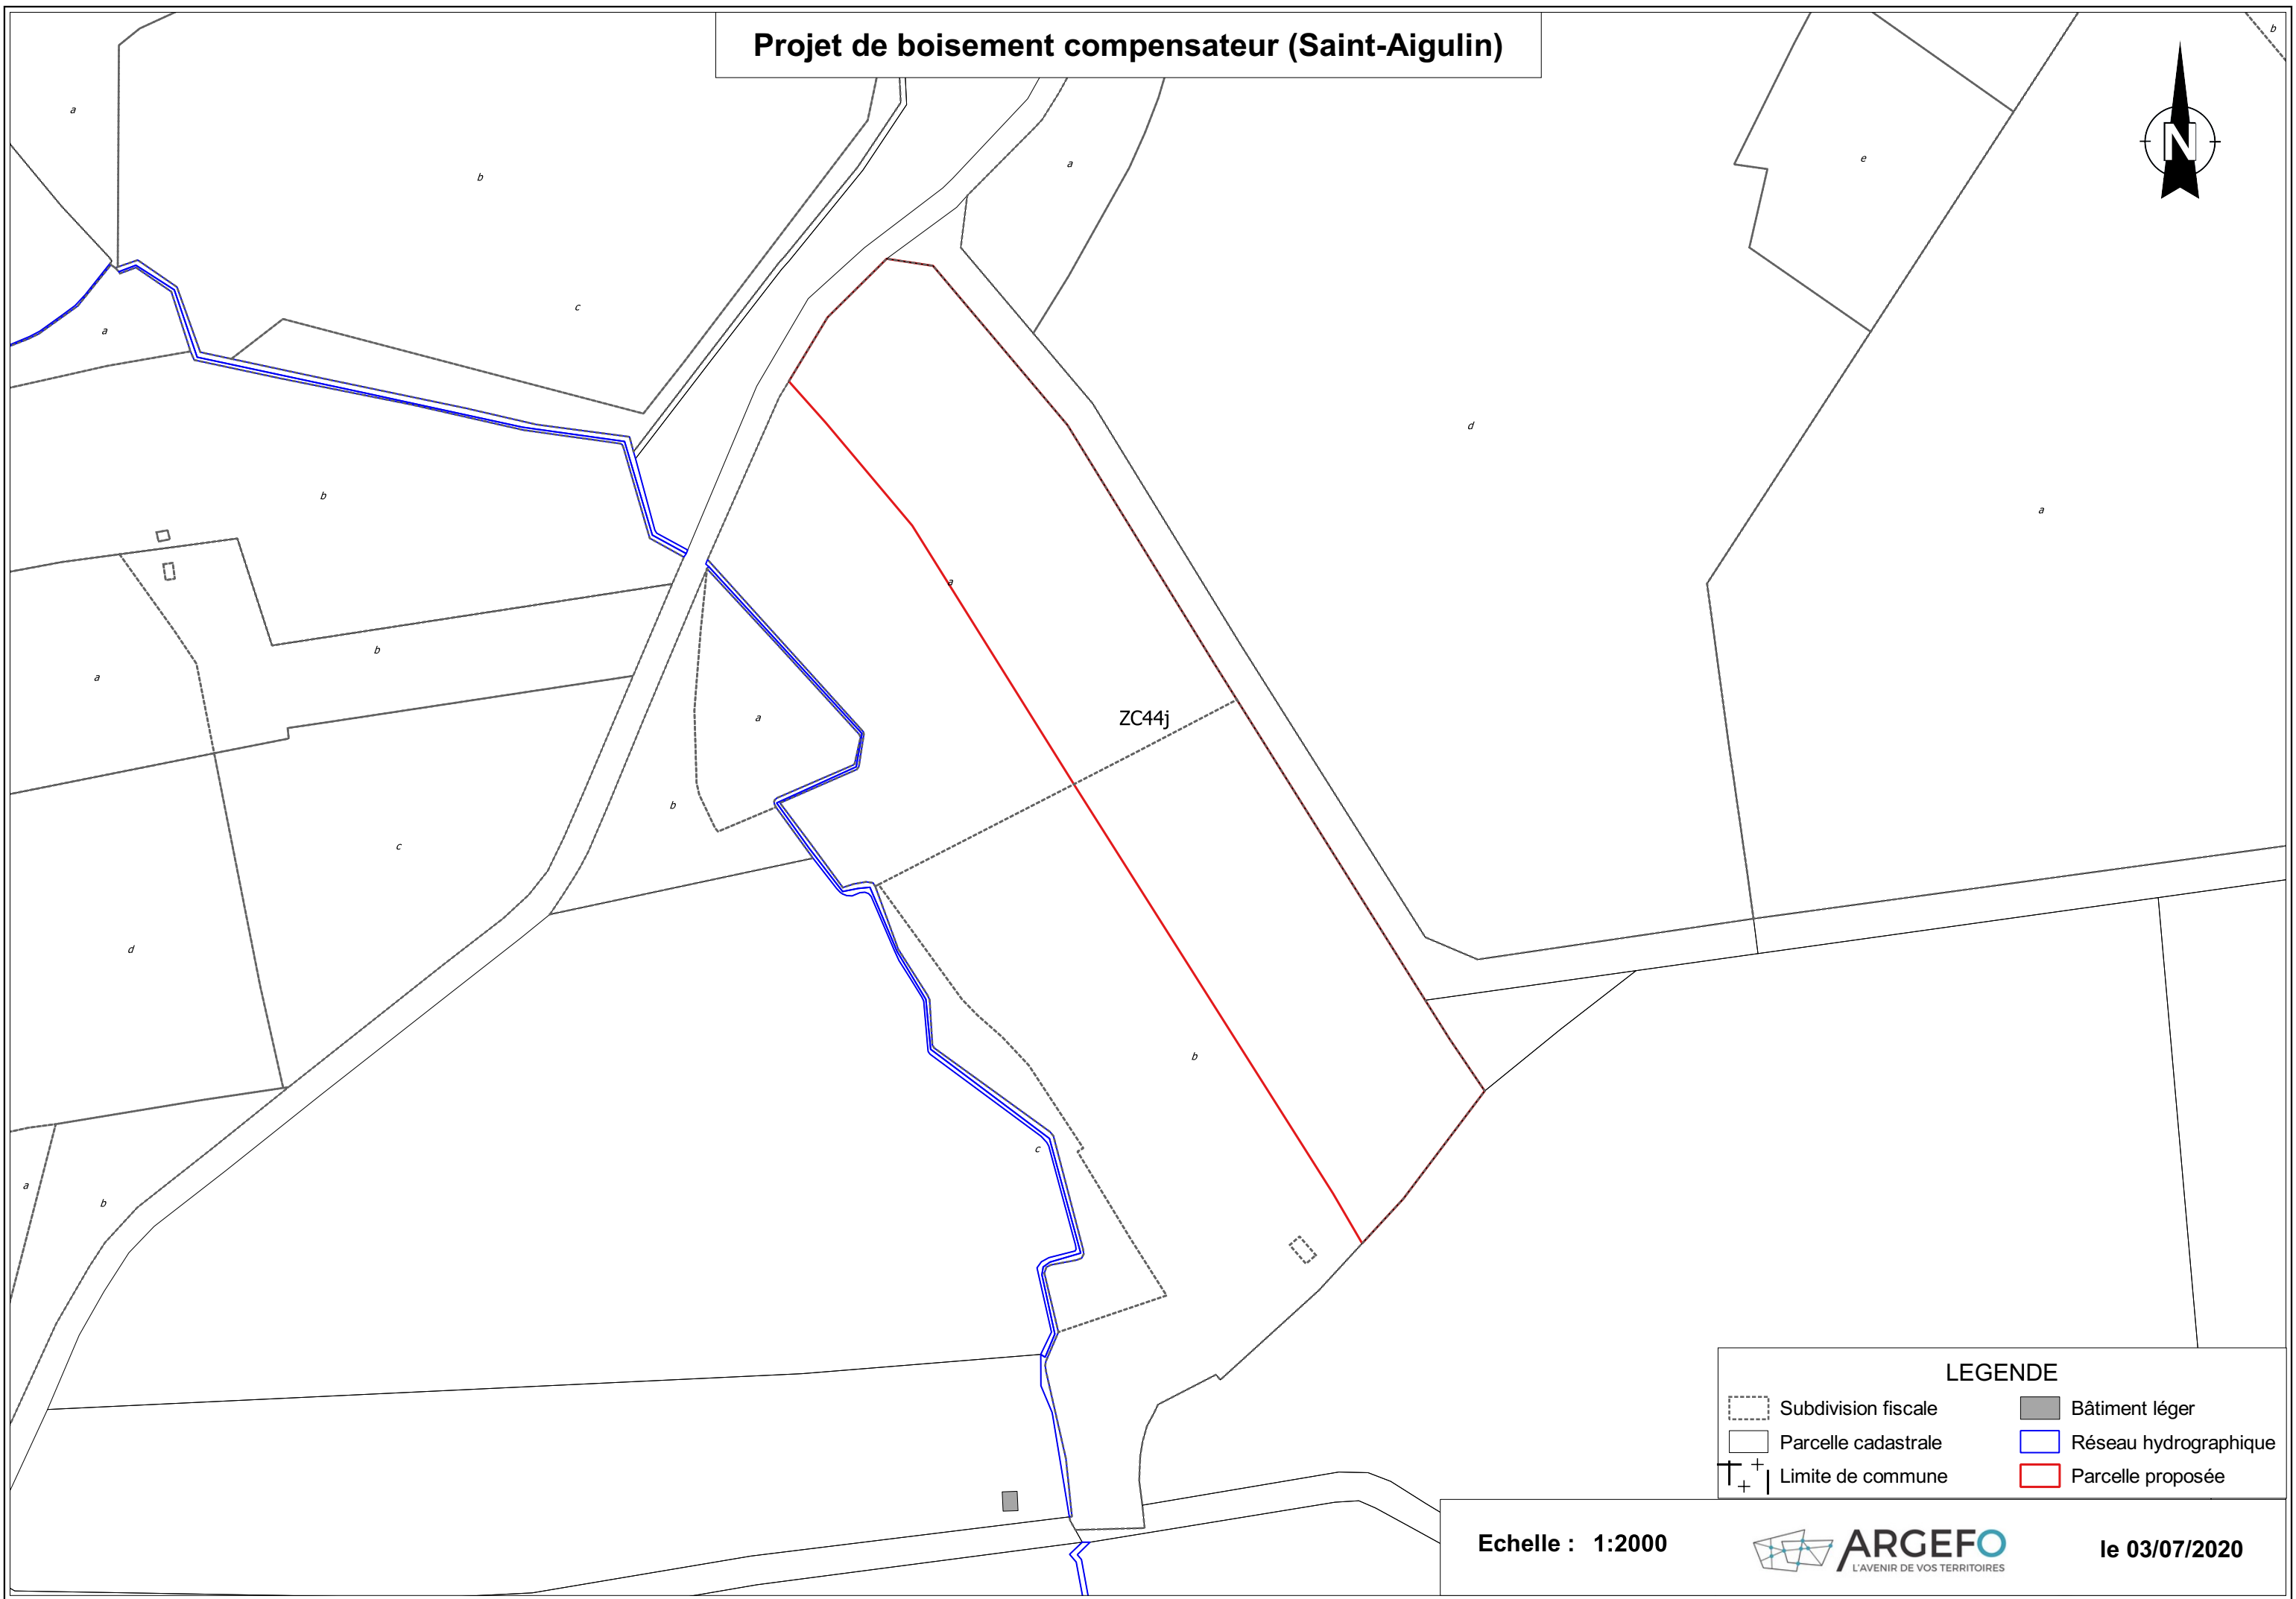 Projet de boisement compensateur (Saint-Aigulin)
b
a
N
a
e
b
c
a
d
b
a
a
b
a
ZC44j
a
b
c
d
b
c
a
b
LEGENDE
Subdivision fiscale
Bâtiment léger
Parcelle cadastrale
Réseau hydrographique
Limite de commune
Parcelle proposée
Echelle : 1:2000
ARGEFO
L'AVENIR DE VOS TERRITOIRES
le 03/07/2020